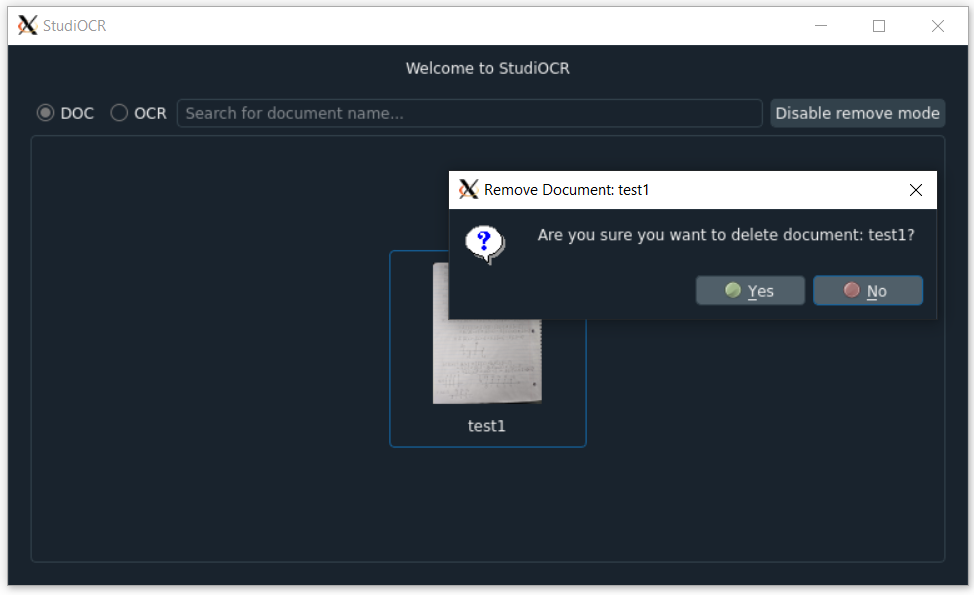 StudiOCR
Welcome to StudiOCR
DOC OCR Search for document name... Disable remove mode
Remove Document: test1
Are you sure you want to delete document: test1?
Yes No
test1